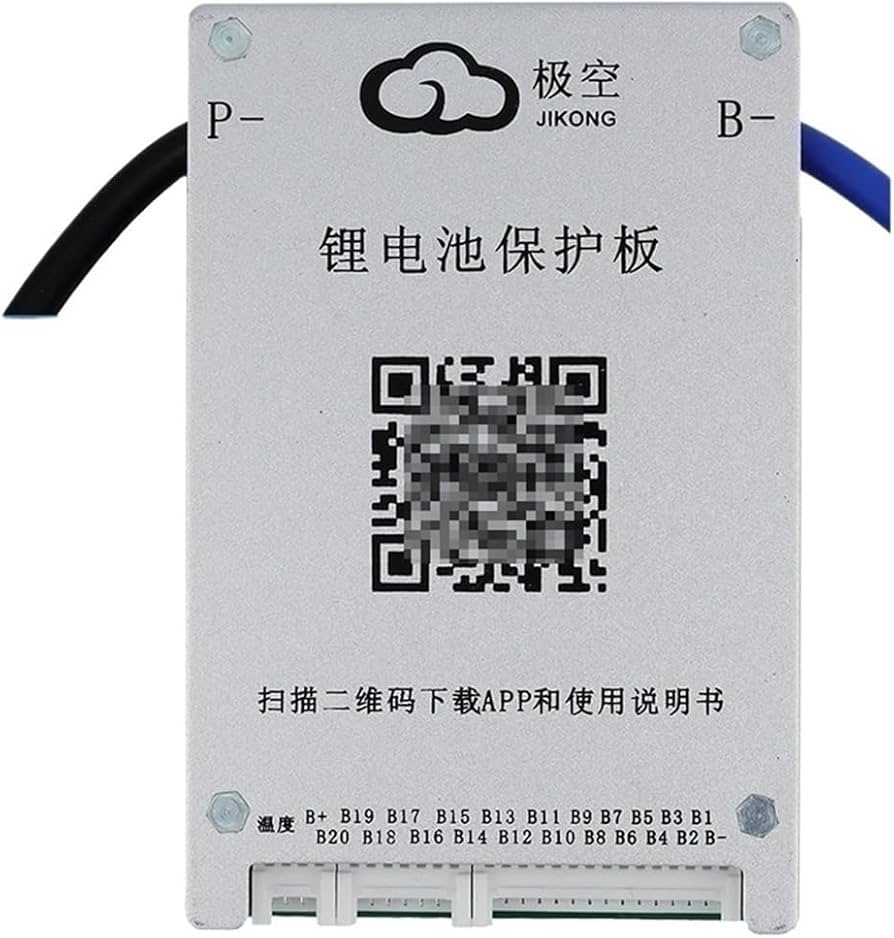 极空
P- B-
JIKONG
锂电池保护板
扫描二维码下载APP和使用说明书
温度 B+ B19 B17 B15 B13 B11 B9 B7 B5 B3 B1
B20 B18 B16 B14 B12 B10 B8 B6 B4 B2 B-